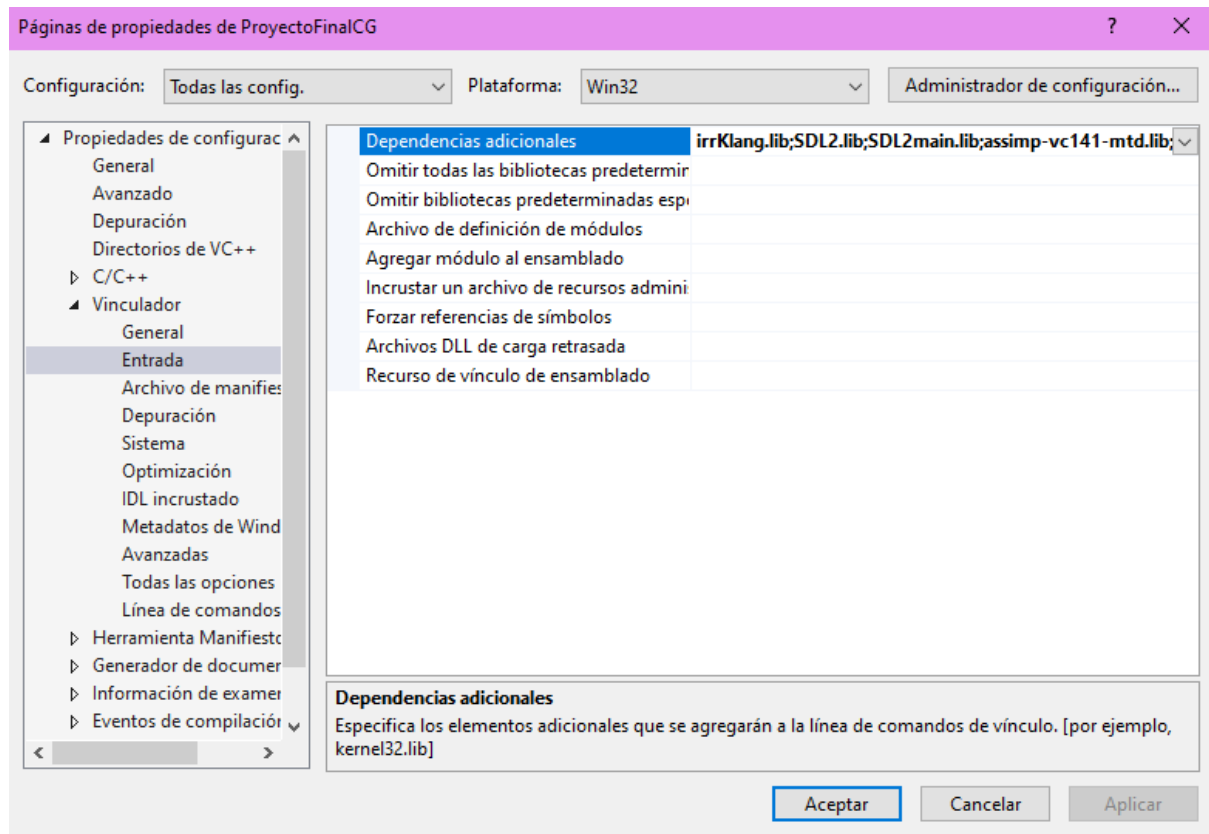 Páginas de propiedades de ProyectoFinalCG
Configuración: Todas las config. Plataforma: Win32 Administrador de configuración...
Propiedades de configurac
General
Avanzado
Depuración
Directorios de VC++
C/C++
Vinculador
General
Entrada
Archivo de manifies
Depuración
Sistema
Optimización
IDL incrustado
Metadatos de Wind
Avanzadas
Todas las opciones
Línea de comandos
Herramienta Manifiesto
Generador de documer
Información de examer
Eventos de compilación
Dependencias adicionales irrKlang.lib;SDL2.lib;SDL2main.lib;assimp-vc141-mtd.lib;
Omitir todas las bibliotecas predetermin
Omitir bibliotecas predeterminadas espe
Archivo de definición de módulos
Agregar módulo al ensamblado
Incrustar un archivo de recursos admini
Forzar referencias de símbolos
Archivos DLL de carga retrasada
Recurso de vínculo de ensamblado
Dependencias adicionales
Especifica los elementos adicionales que se agregarán a la línea de comandos de vínculo. [por ejemplo,
kernel32.lib]
Aceptar Cancelar Aplicar